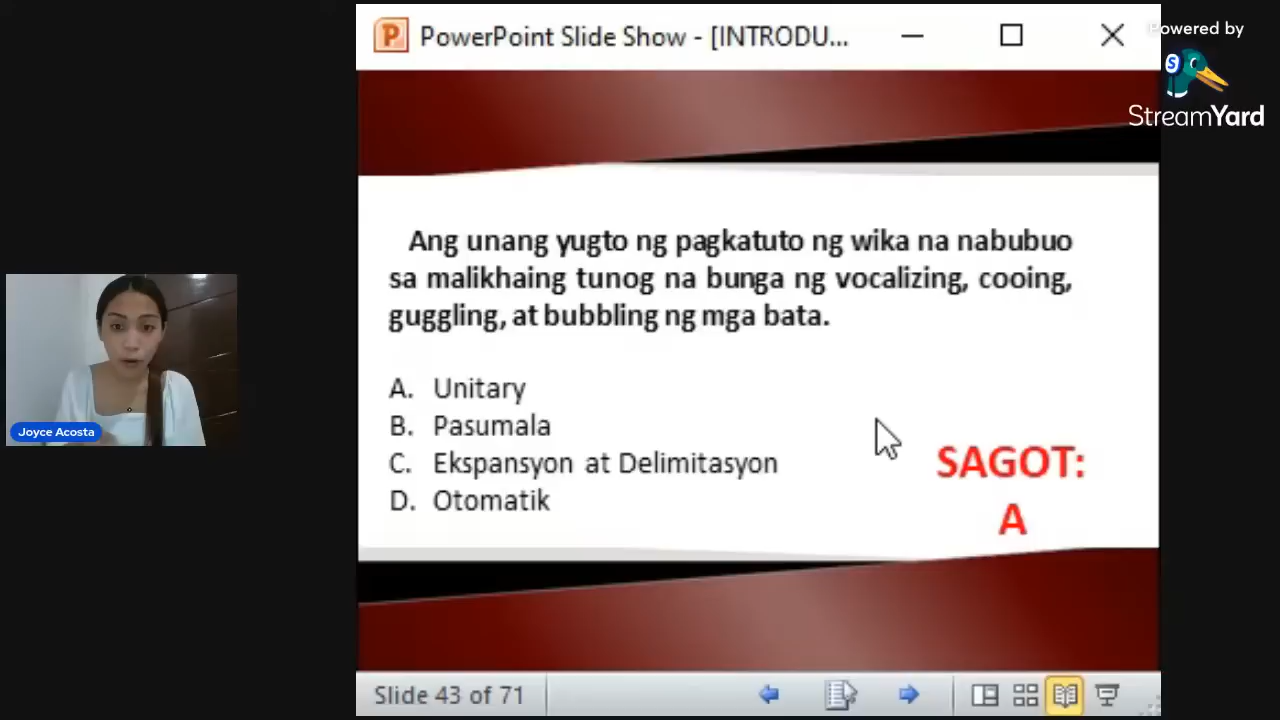 PowerPoint Slide Show - [INTRODU...
Powered by
StreamYard
Ang unang yugto ng pagkatuto ng wika na nabubuo
sa malikhaing tunog na bunga ng vocalizing, cooing,
guggling, at bubbling ng mga bata.
A. Unitary
B. Pasumala
C. Ekspansyon at Delimitasyon
D. Otomatik
SAGOT:
A
Joyce Acosta
Slide 43 of 71